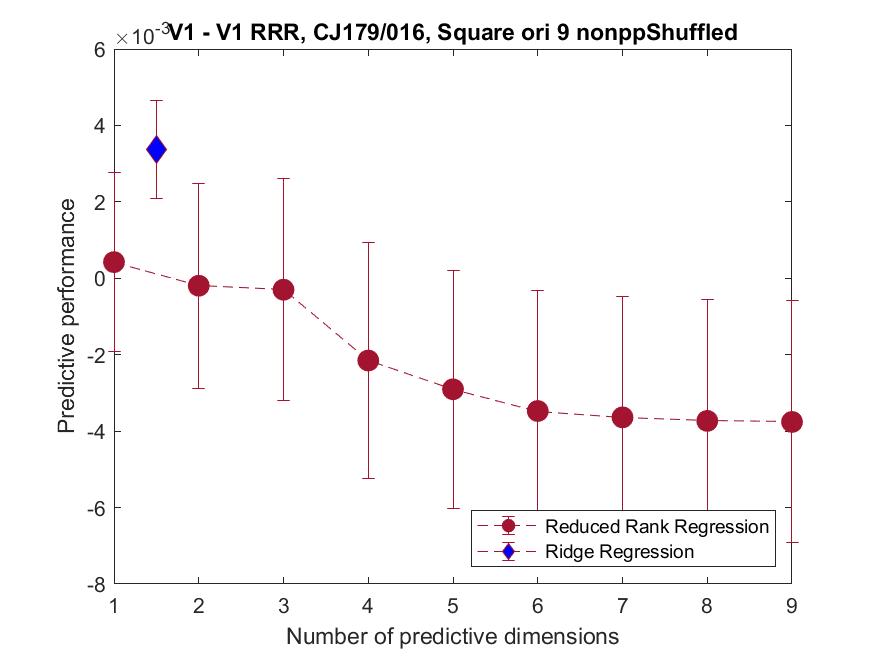 ×10-3
V1 - V1 RRR, CJ179/016, Square ori 9 nonppShuffled
6
4
2
0
-2
-4
-6
-8
Predictive performance
1 2 3 4 5 6 7 8 9
Number of predictive dimensions
Reduced Rank Regression
Ridge Regression